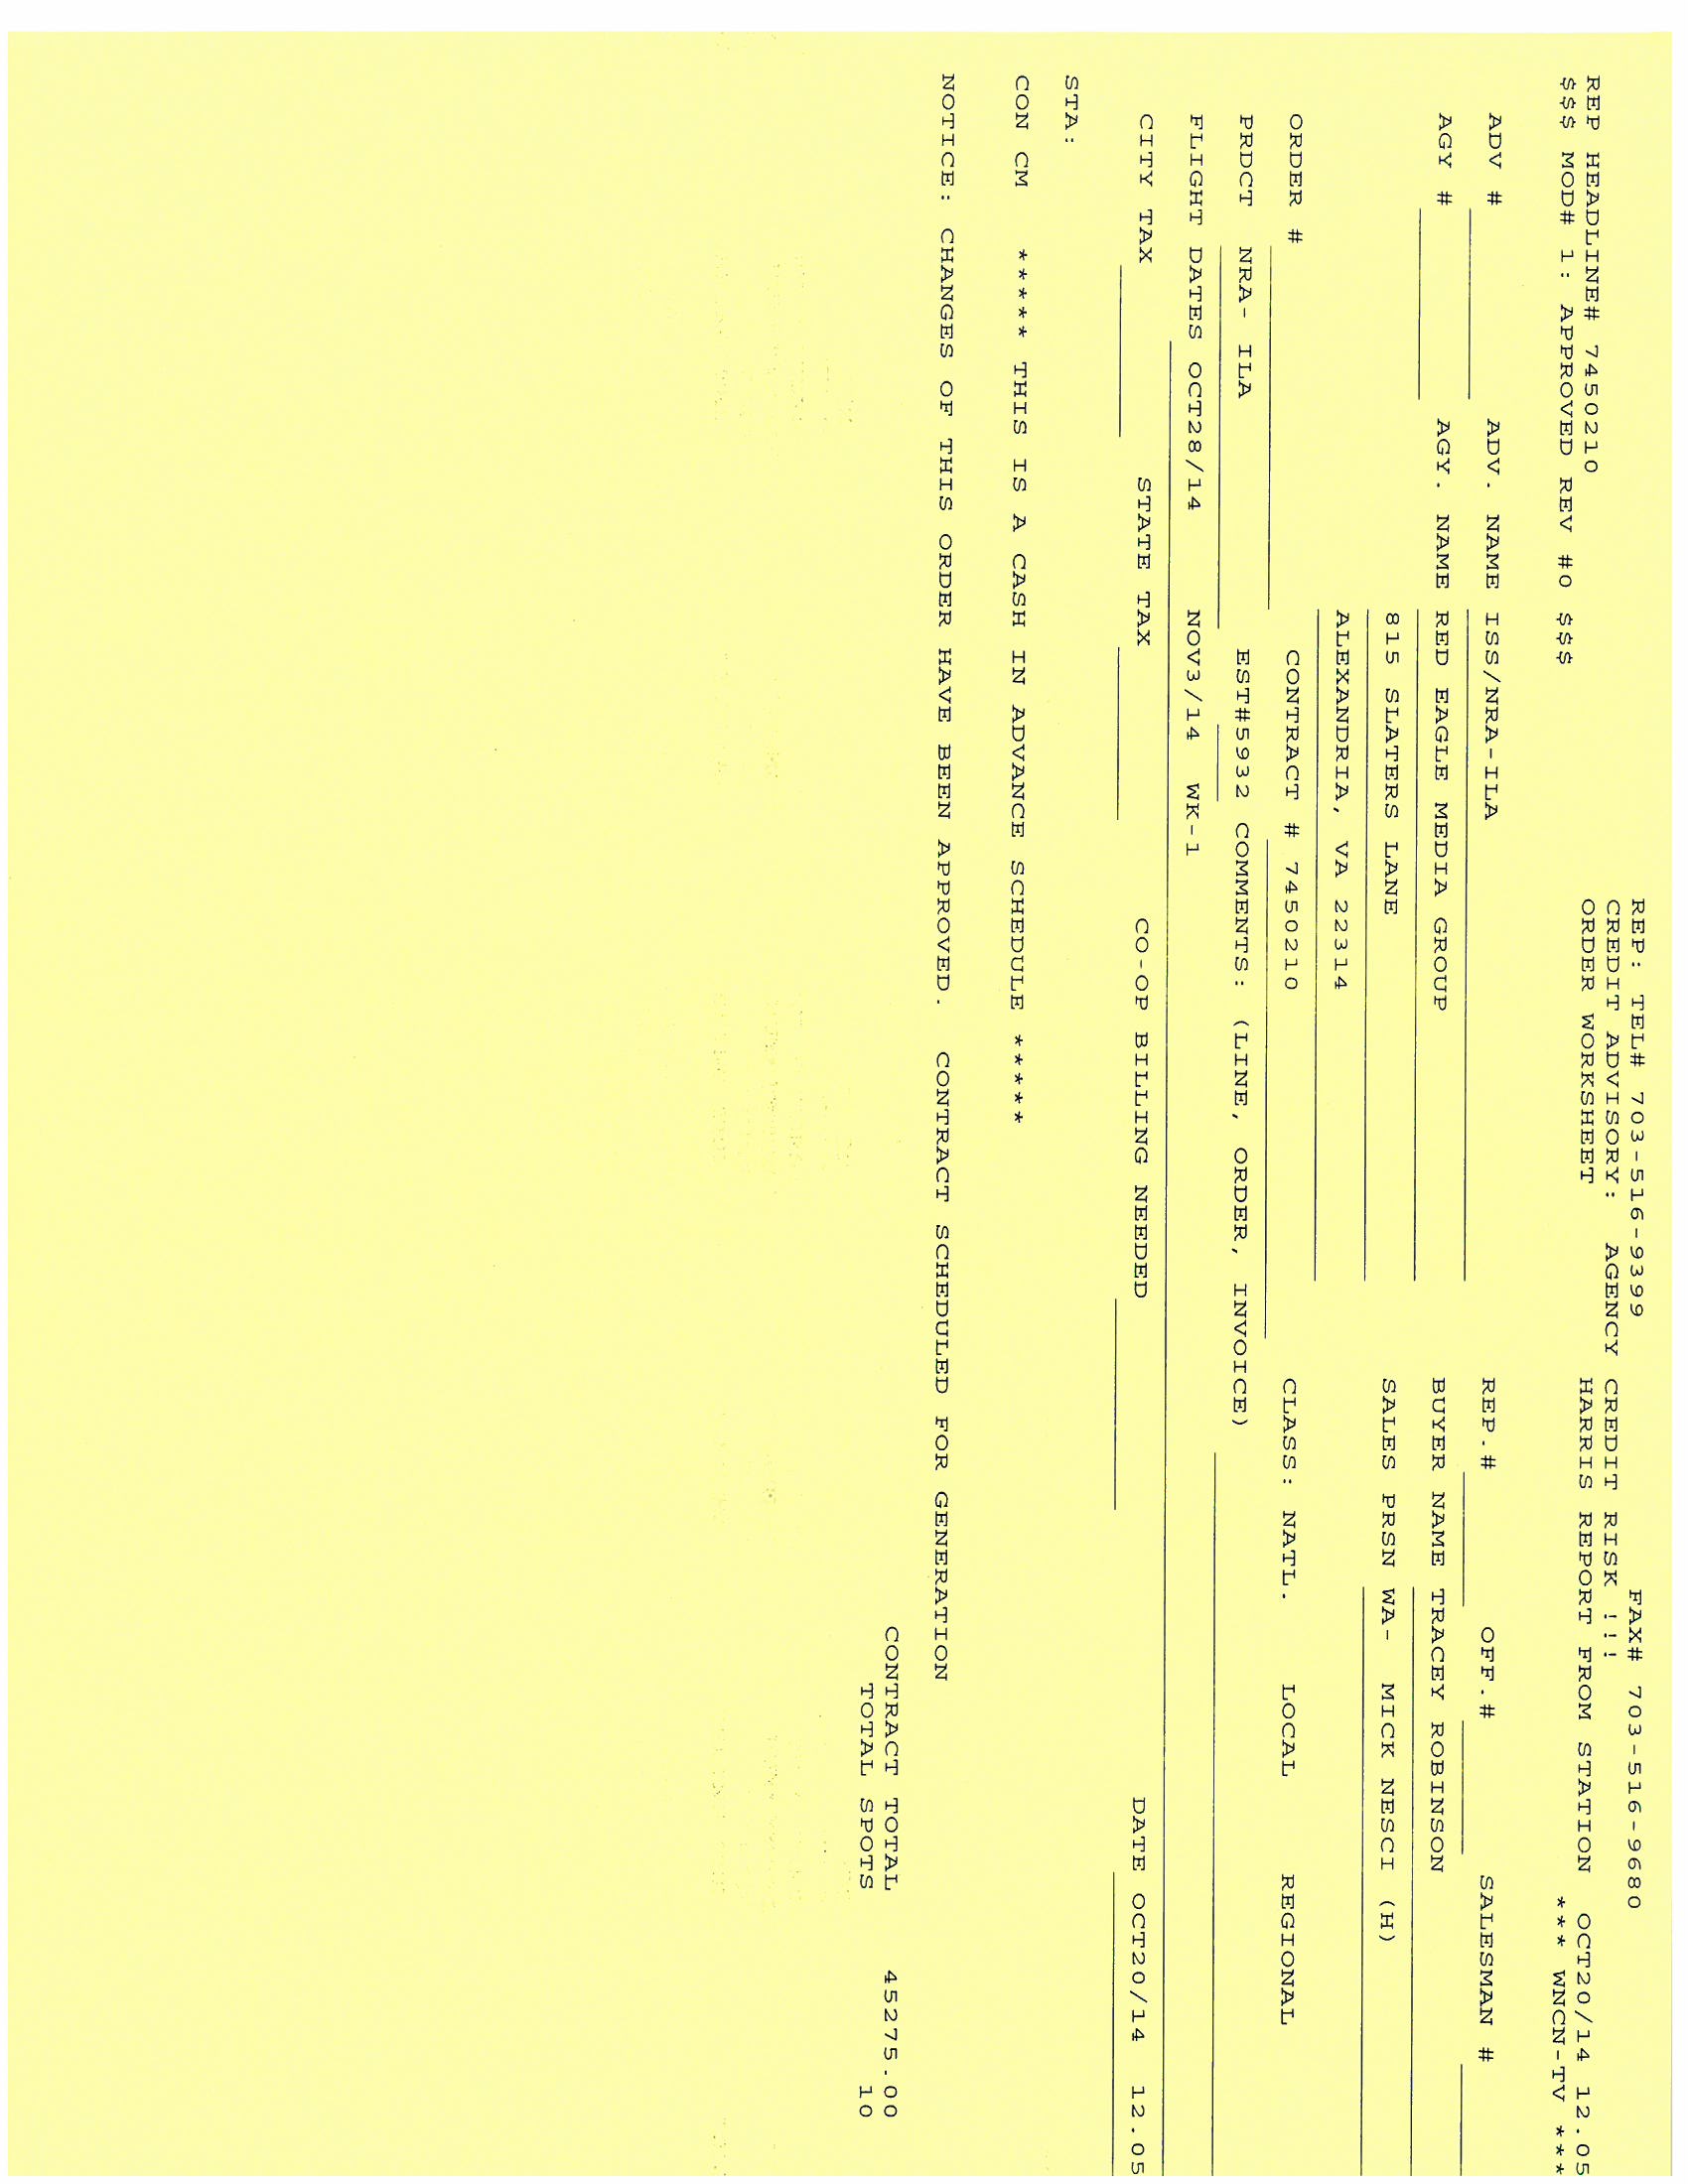 REP: TEL# 703-516-9399 FAX# 703-516-9680
CREDIT ADVISORY: AGENCY CREDIT RISK !!!
REP HEADLINE# 7450210 ORDER WORKSHEET HARRIS REPORT FROM STATION OCT20/14 12.05
$$$ MOD# 1: APPROVED REV #0 $$$ *** WNCN-TV ***
ADV # ADV. NAME ISS/NRA-ILA REP.# OFF.# SALESMAN #
AGY # AGY. NAME RED EAGLE MEDIA GROUP BUYER NAME TRACEY ROBINSON
815 SLATERS LANE SALES PRSN WA- MICK NESCI (H)
ALEXANDRIA, VA 22314
ORDER # CONTRACT # 7450210 CLASS: NATL. LOCAL REGIONAL
PRDCT NRA- ILA EST#5932 COMMENTS: (LINE, ORDER, INVOICE)
FLIGHT DATES OCT28/14 NOV3/14 WK-1
CITY TAX STATE TAX CO-OP BILLING NEEDED DATE OCT20/14 12.05
STA:
CON CM ***** THIS IS A CASH IN ADVANCE SCHEDULE *****
NOTICE: CHANGES OF THIS ORDER HAVE BEEN APPROVED. CONTRACT SCHEDULED FOR GENERATION
CONTRACT TOTAL 45275.00
TOTAL SPOTS 10